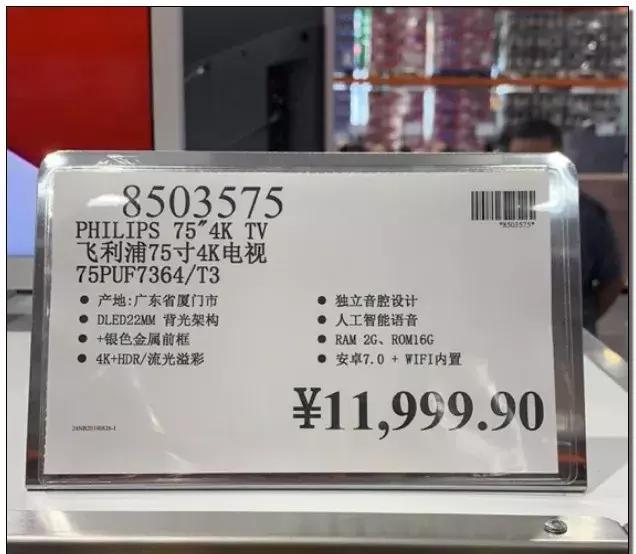 8503575
*8503575*
PHILIPS 75"4K TV
飞利浦75寸4K电视
75PUF7364/T3
● 产地:广东省厦门市
● DLED22MM 背光架构
● +银色金属前框
● 4K+HDR/流光溢彩
● 独立音腔设计
● 人工智能语音
● RAM 2G、ROM16G
● 安卓7.0 + WIFI内置
¥11,999.90